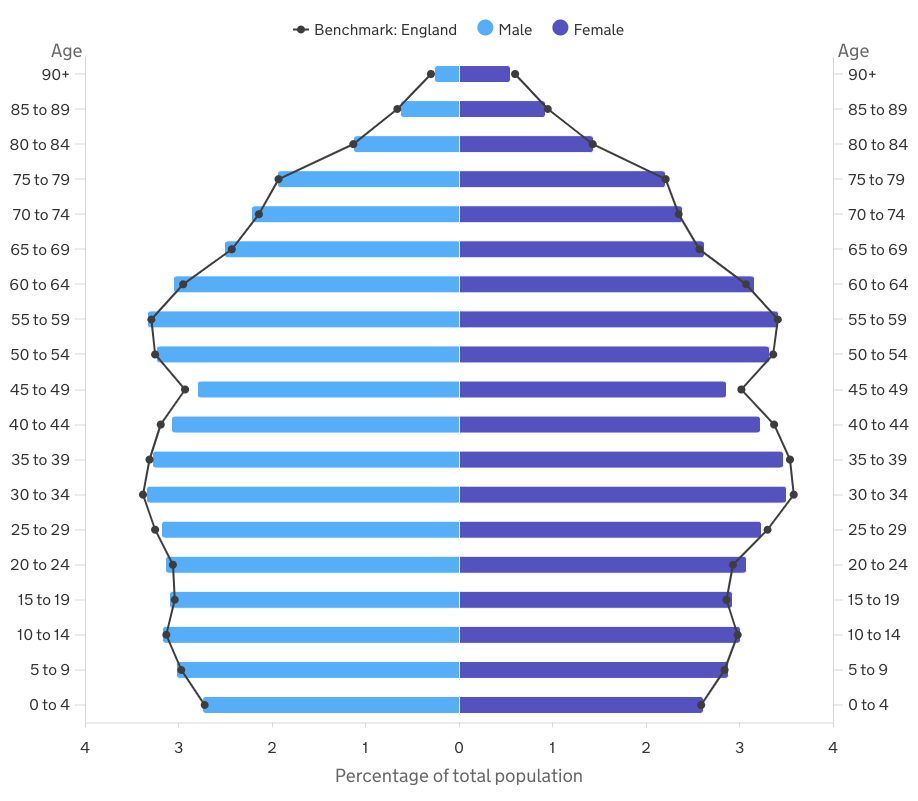 Benchmark: England Male Female
Age Age
90+ 90+
85 to 89 85 to 89
80 to 84 80 to 84
75 to 79 75 to 79
70 to 74 70 to 74
65 to 69 65 to 69
60 to 64 60 to 64
55 to 59 55 to 59
50 to 54 50 to 54
45 to 49 45 to 49
40 to 44 40 to 44
35 to 39 35 to 39
30 to 34 30 to 34
25 to 29 25 to 29
20 to 24 20 to 24
15 to 19 15 to 19
10 to 14 10 to 14
5 to 9 5 to 9
0 to 4 0 to 4
4 3 2 1 0 1 2 3 4
Percentage of total population